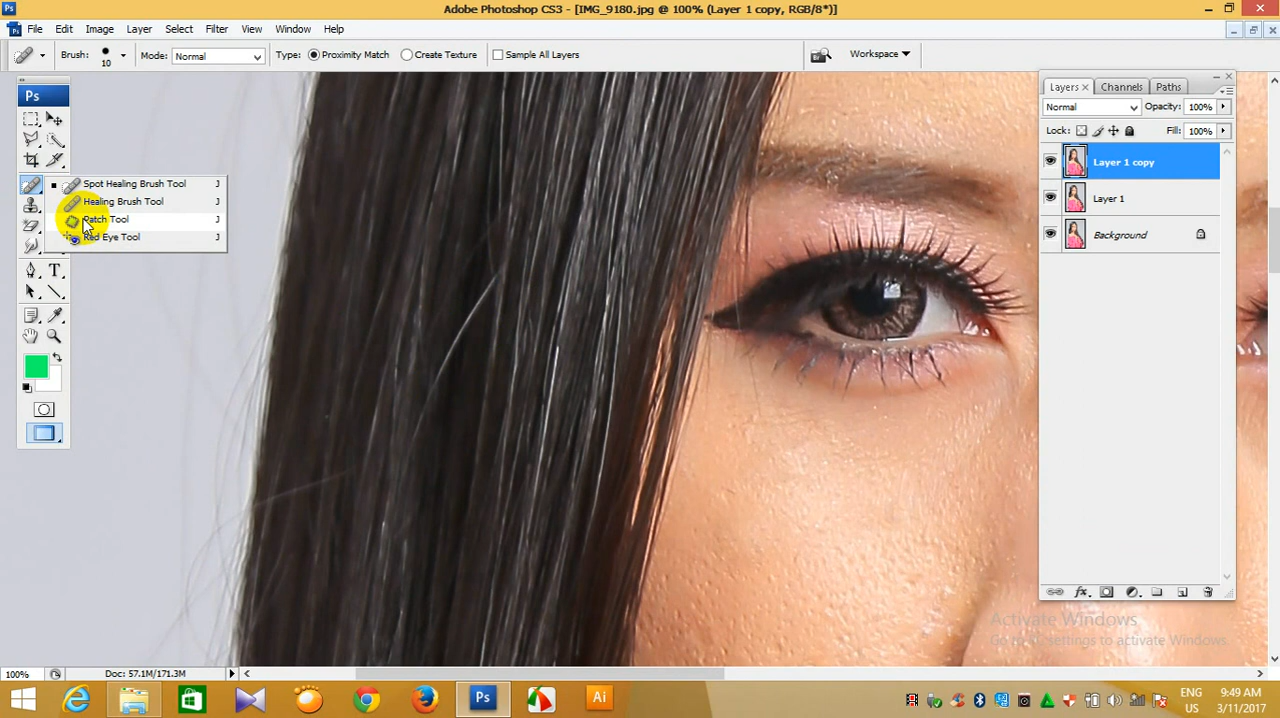 Adobe Photoshop CS3 - [IMG_9180.jpg @ 100% (Layer 1 copy, RGB/8*)]
File Edit Image Layer Select Filter View Window Help
Brush: 10 Mode: Normal Type: Proximity Match Create Texture Sample All Layers Workspace
Ps
Spot Healing Brush Tool J
Healing Brush Tool J
Patch Tool J
Red Eye Tool J
T
Layers Channels Paths
Normal Opacity: 100%
Lock: Fill: 100%
Layer 1 copy
Layer 1
Background
fx
Activate Windows
Go to PC settings to activate Windows.
100% Doc: 57.1M/171.3M
Ps Ai
ENG 9:49 AM
US 3/11/2017